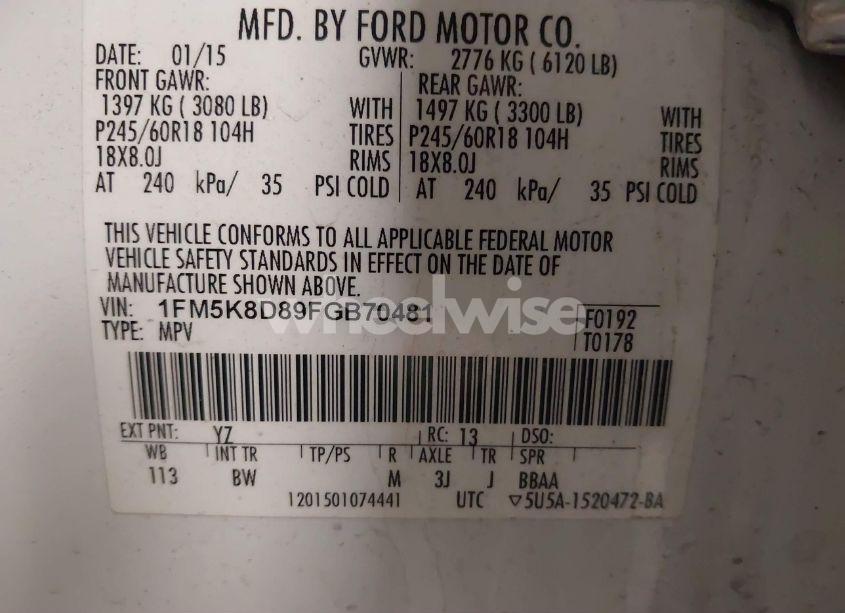 MFD. BY FORD MOTOR CO.
DATE: 01/15 GVWR: 2776 KG ( 6120 LB)
FRONT GAWR: REAR GAWR:
1397 KG ( 3080 LB) WITH 1497 KG ( 3300 LB) WITH
P245/60R18 104H TIRES P245/60R18 104H TIRES
18X8.0J RIMS 18X8.0J RIMS
AT 240 kPa/ 35 PSI COLD AT 240 kPa/ 35 PSI COLD
THIS VEHICLE CONFORMS TO ALL APPLICABLE FEDERAL MOTOR
VEHICLE SAFETY STANDARDS IN EFFECT ON THE DATE OF
MANUFACTURE SHOWN ABOVE.
VIN: 1FM5K8D89FGB70481 F0192
TYPE: MPV T0178
wheelwise
EXT PNT: YZ RC: 13 DSO:
WB INT TR TP/PS R AXLE TR SPR
113 BW M 3J J BBAA
1201501074441 UTC ▽5U5A-1520472-BA